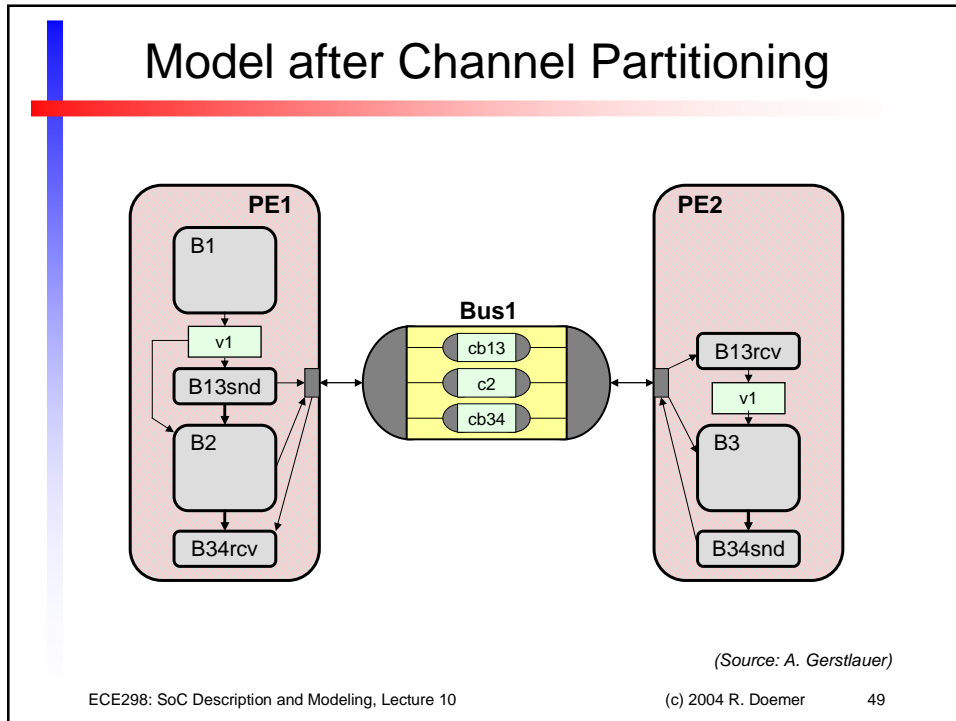 Model after Channel Partitioning
PE1
B1
v1
B13snd
B2
B34rcv
Bus1
cb13
c2
cb34
PE2
B13rcv
v1
B3
B34snd
(Source: A. Gerstlauer)
ECE298: SoC Description and Modeling, Lecture 10 (c) 2004 R. Doemer 49